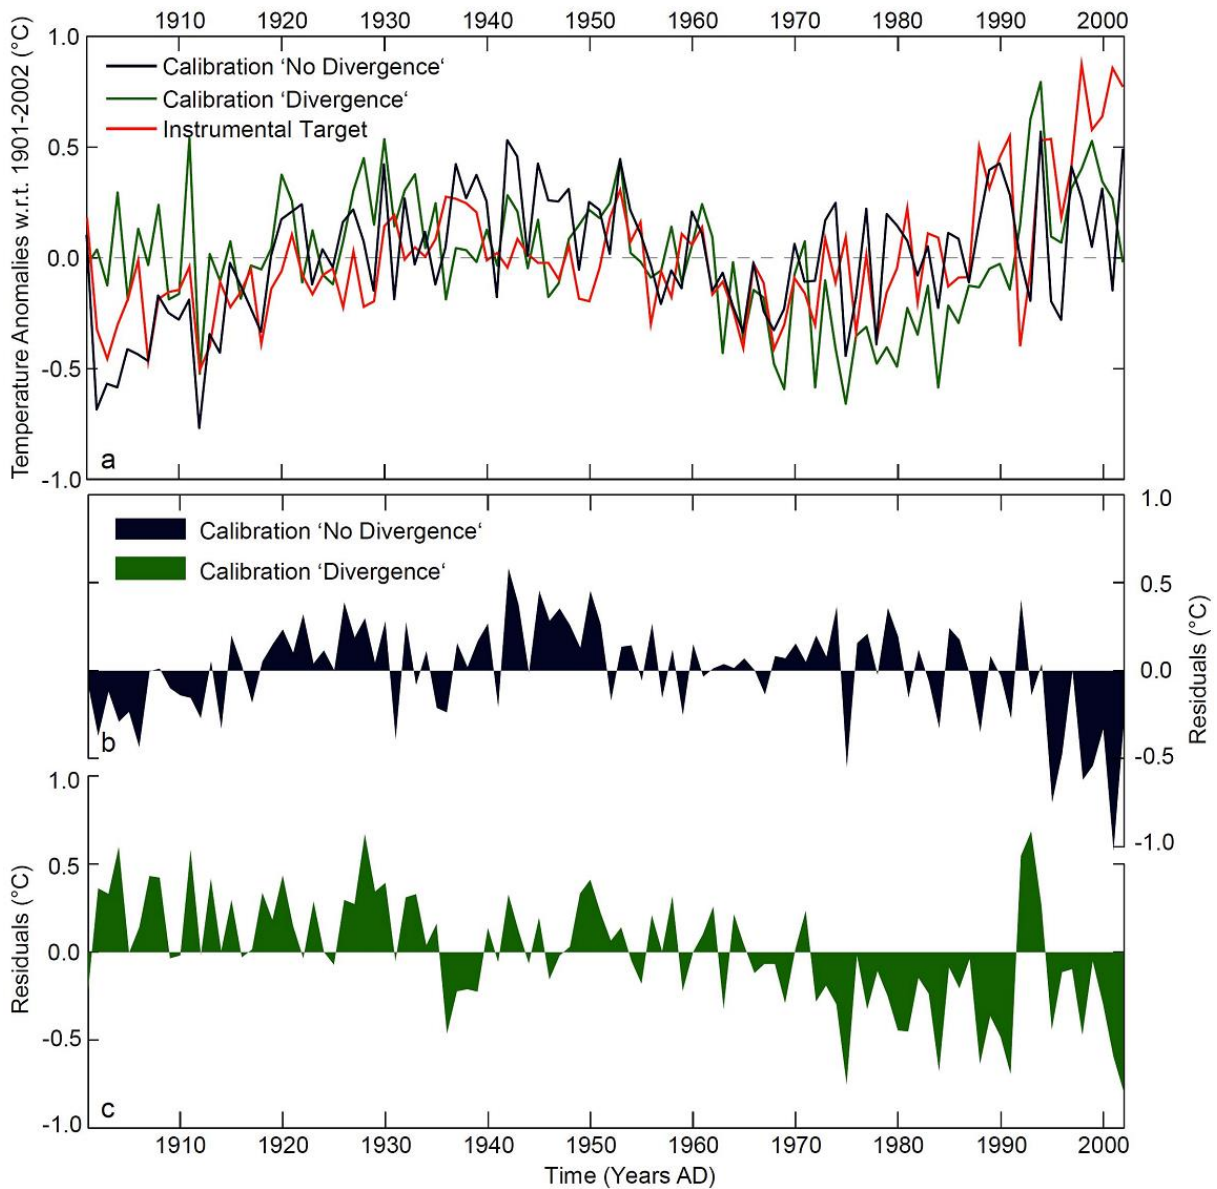 1910 1920 1930 1940 1950 1960 1970 1980 1990 2000
Temperature Anomalies w.r.t. 1901-2002 (°C)
1.0
0.5
0.0
-0.5
-1.0
Calibration ‘No Divergence‘
Calibration ‘Divergence‘
Instrumental Target
a
Calibration ‘No Divergence‘
Calibration ‘Divergence‘
b
1.0
0.5
0.0
-0.5
-1.0
Residuals (°C)
Residuals (°C)
1.0
0.5
0.0
-0.5
-1.0
c
1910 1920 1930 1940 1950 1960 1970 1980 1990 2000
Time (Years AD)